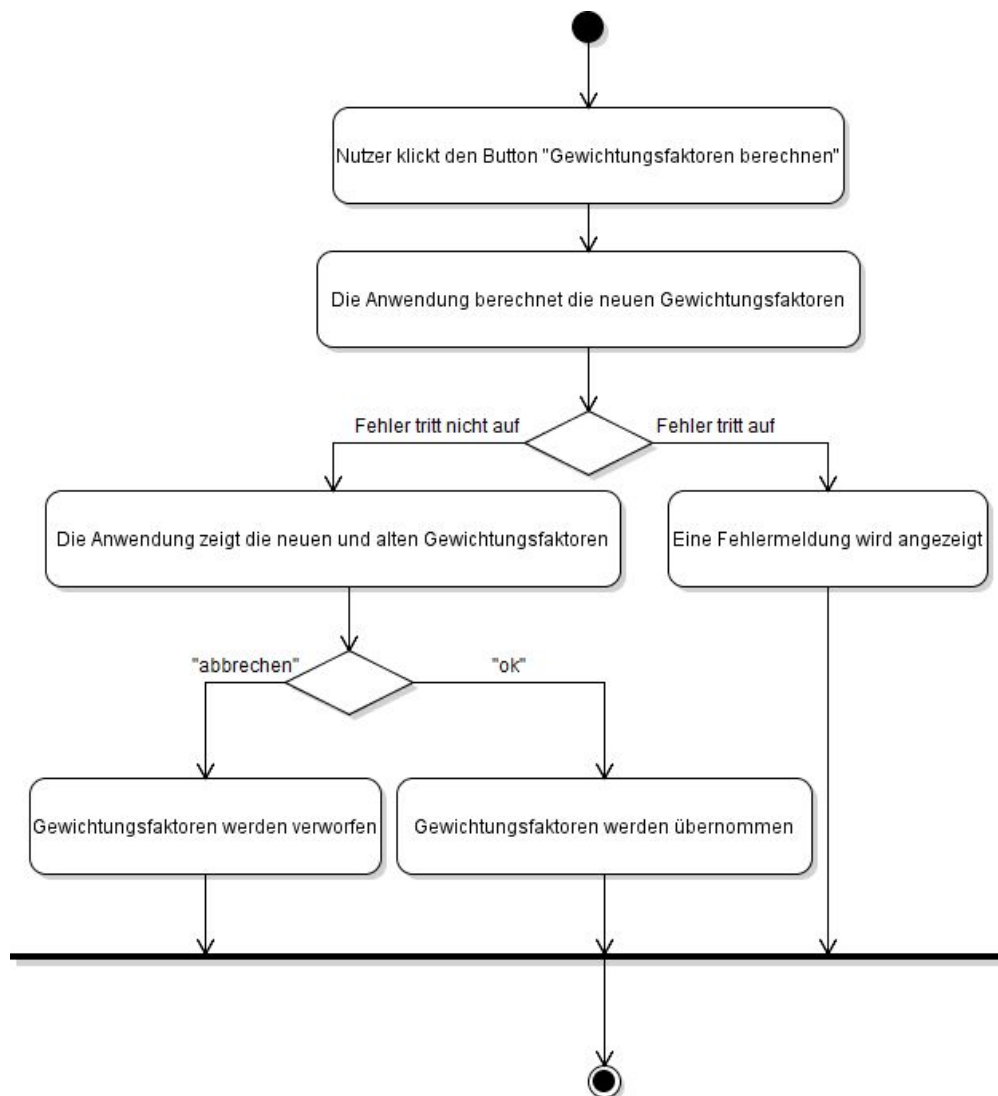 Nutzer klickt den Button "Gewichtungsfaktoren berechnen"
Die Anwendung berechnet die neuen Gewichtungsfaktoren
Fehler tritt nicht auf
Fehler tritt auf
Die Anwendung zeigt die neuen und alten Gewichtungsfaktoren
Eine Fehlermeldung wird angezeigt
"abbrechen"
"ok"
Gewichtungsfaktoren werden verworfen
Gewichtungsfaktoren werden übernommen